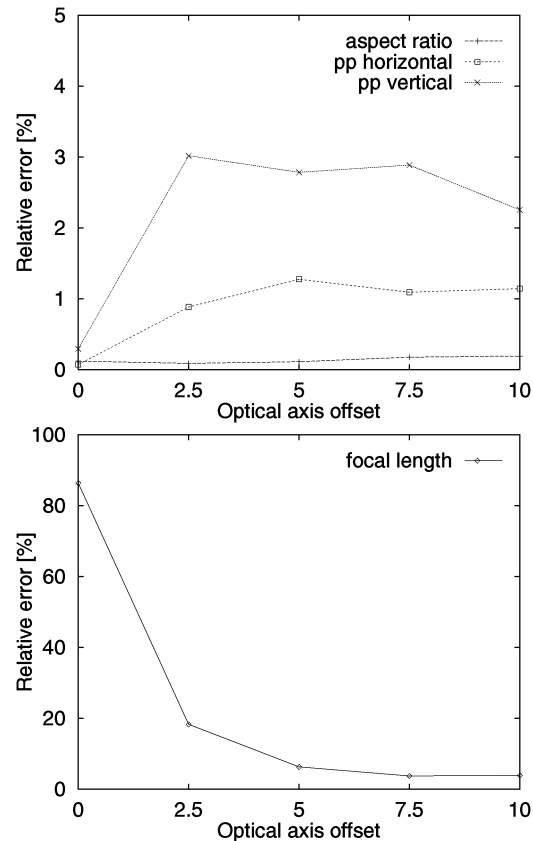 5
4
3
2
1
0
Relative error [%]
aspect ratio
pp horizontal
pp vertical
0 2.5 5 7.5 10
Optical axis offset
100
80
60
40
20
0
Relative error [%]
focal length
0 2.5 5 7.5 10
Optical axis offset